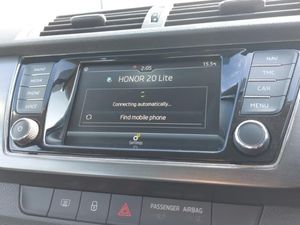 RADIO
MEDIA
PHONE
VOICE
2:05
15.5°C
HONOR 20 Lite
Connecting automatically...
Find mobile phone
Settings
NAV
TRAFFIC
CAR
MENU
PASSENGER AIRBAG